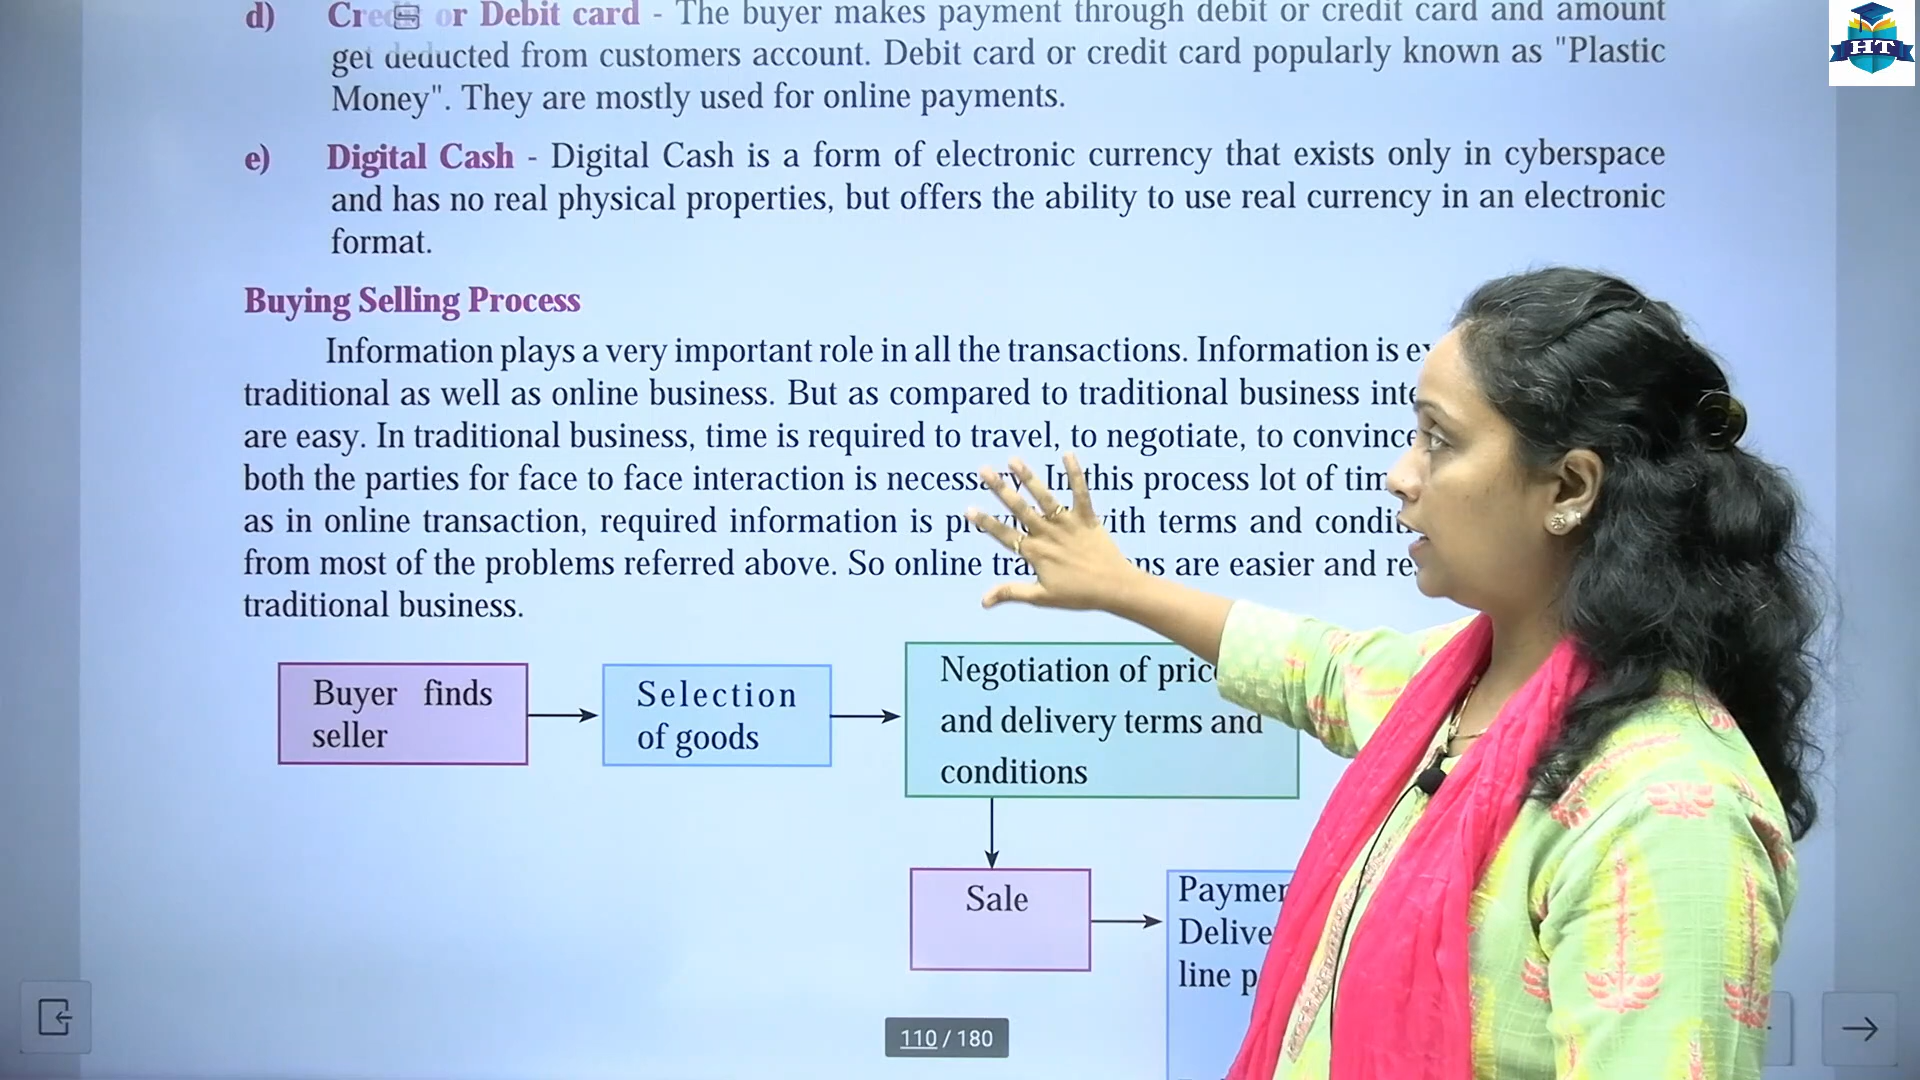 d) Credit or Debit card - The buyer makes payment through debit or credit card and amount
get deducted from customers account. Debit card or credit card popularly known as "Plastic
Money". They are mostly used for online payments.
e) Digital Cash - Digital Cash is a form of electronic currency that exists only in cyberspace
and has no real physical properties, but offers the ability to use real currency in an electronic
format.
Buying Selling Process
Information plays a very important role in all the transactions. Information is
traditional as well as online business. But as compared to traditional business
are easy. In traditional business, time is required to travel, to negotiate, to convince
both the parties for face to face interaction is necessary. In this process lot of
as in online transaction, required information is provided with terms and
from most of the problems referred above. So online are easier and
traditional business.
Buyer finds
seller
Selection
of goods
Negotiation of
and delivery terms and
conditions
Sale
line
110 / 180
HT